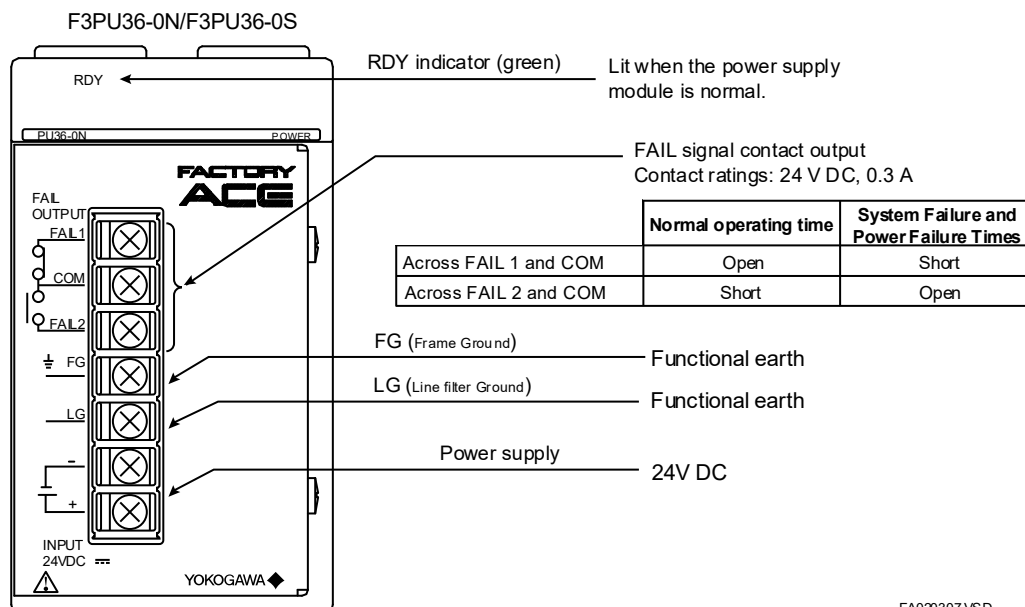 F3PU36-0N/F3PU36-0S
RDY
RDY indicator (green)
Lit when the power supply
module is normal.
PU36-0N
POWER
FACTORY
ACE
FAIL signal contact output
Contact ratings: 24 V DC, 0.3 A
Normal operating time
System Failure and
Power Failure Times
Across FAIL 1 and COM
Open
Short
Across FAIL 2 and COM
Short
Open
FAIL
OUTPUT
FAIL1
COM
FAIL2
FG
LG
-
+
INPUT
24VDC
YOKOGAWA
FG (Frame Ground)
Functional earth
LG (Line filter Ground)
Functional earth
Power supply
24V DC
FA020307.VSD